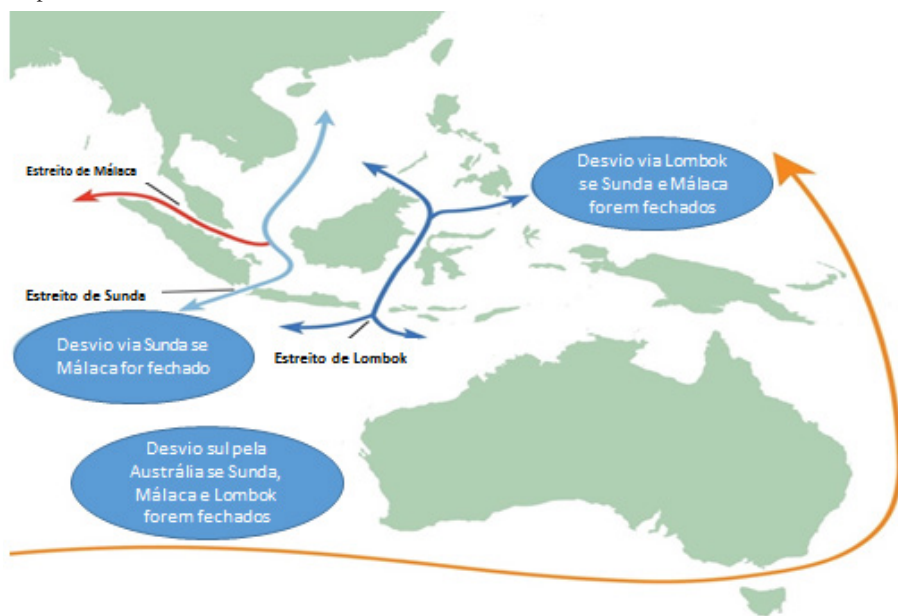 Estreito de Málaca
Desvio via Lombok
se Sunda e Málaca
forem fechados
Estreito de Sunda
Desvio via Sunda se
Málaca for fechado
Estreito de Lombok
Desvio sul pela
Austrália se Sunda,
Málaca e Lombok
forem fechados